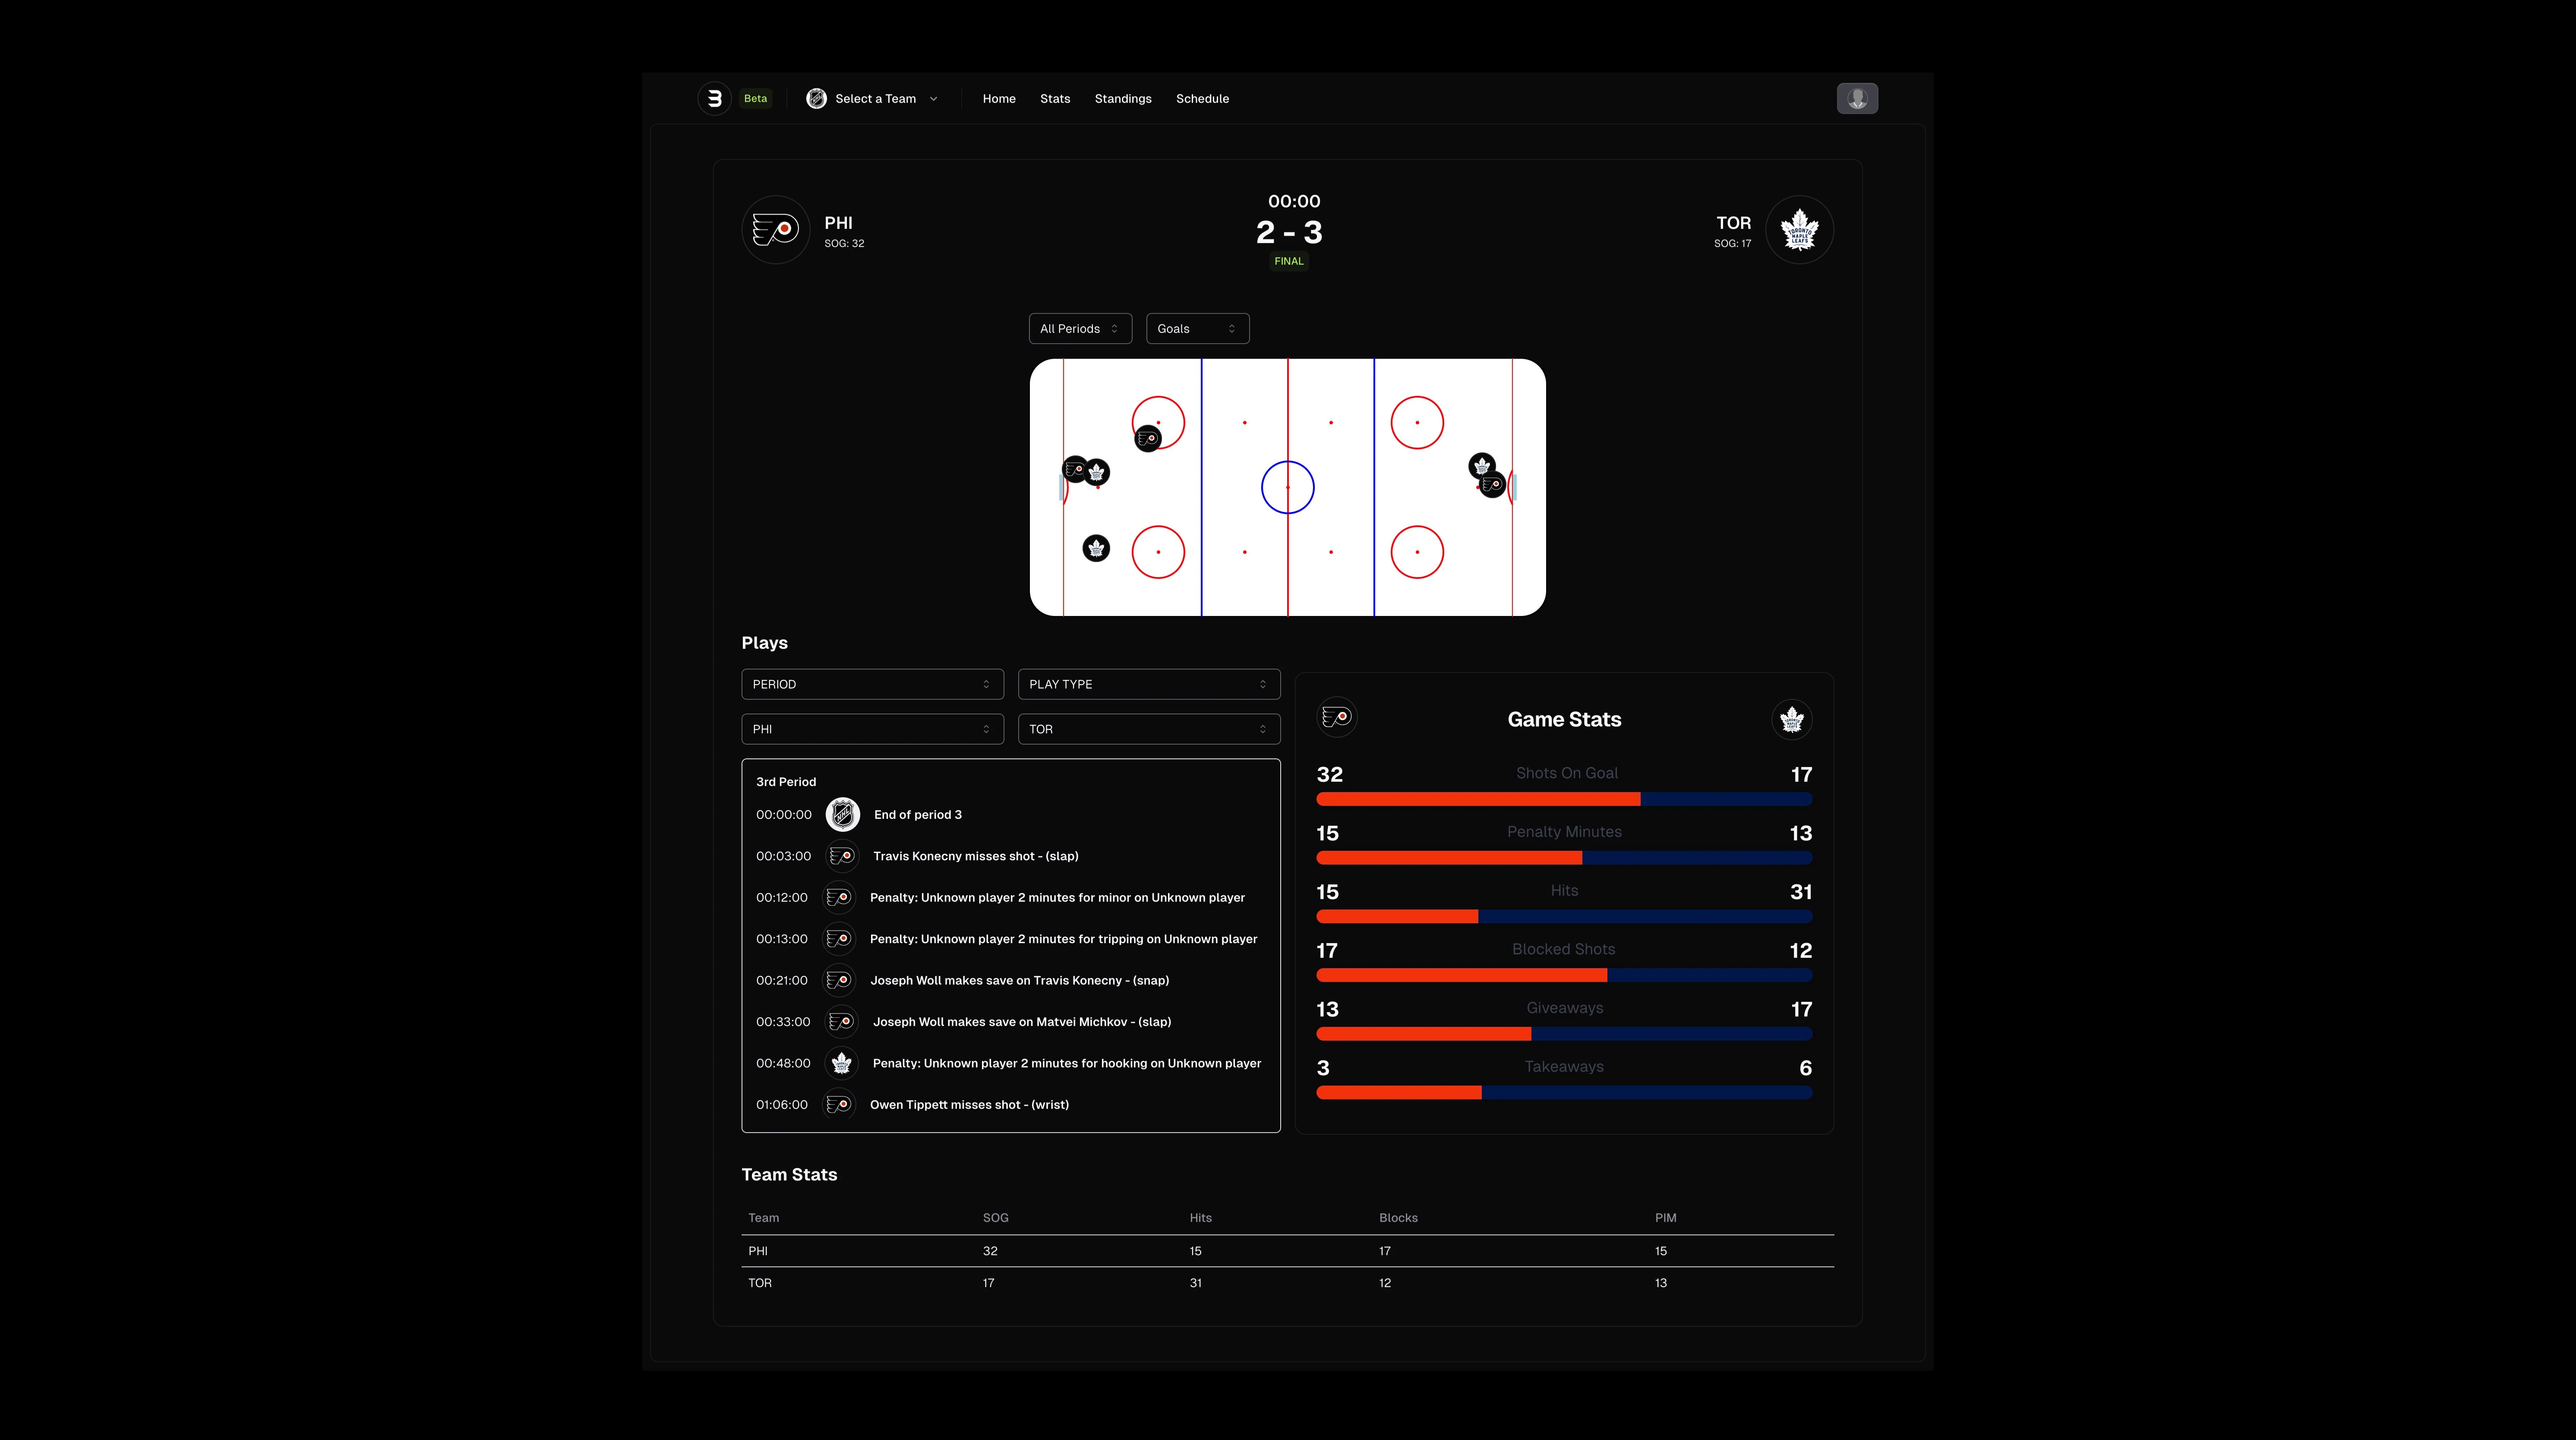 Beta
Select a Team
Home
Stats
Standings
Schedule
PHI
SOG: 32
00:00
2 - 3
FINAL
TOR
SOG: 17
TORONTO MAPLE LEAFS
All Periods
Goals
Plays
PERIOD
PLAY TYPE
PHI
TOR
3rd Period
00:00:00 End of period 3
00:03:00 Travis Konecny misses shot - (slap)
00:12:00 Penalty: Unknown player 2 minutes for minor on Unknown player
00:13:00 Penalty: Unknown player 2 minutes for tripping on Unknown player
00:21:00 Joseph Woll makes save on Travis Konecny - (snap)
00:33:00 Joseph Woll makes save on Matvei Michkov - (slap)
00:48:00 Penalty: Unknown player 2 minutes for hooking on Unknown player
01:06:00 Owen Tippett misses shot - (wrist)
Game Stats
32 Shots On Goal 17
15 Penalty Minutes 13
15 Hits 31
17 Blocked Shots 12
13 Giveaways 17
3 Takeaways 6
Team Stats
Team SOG Hits Blocks PIM
PHI 32 15 17 15
TOR 17 31 12 13